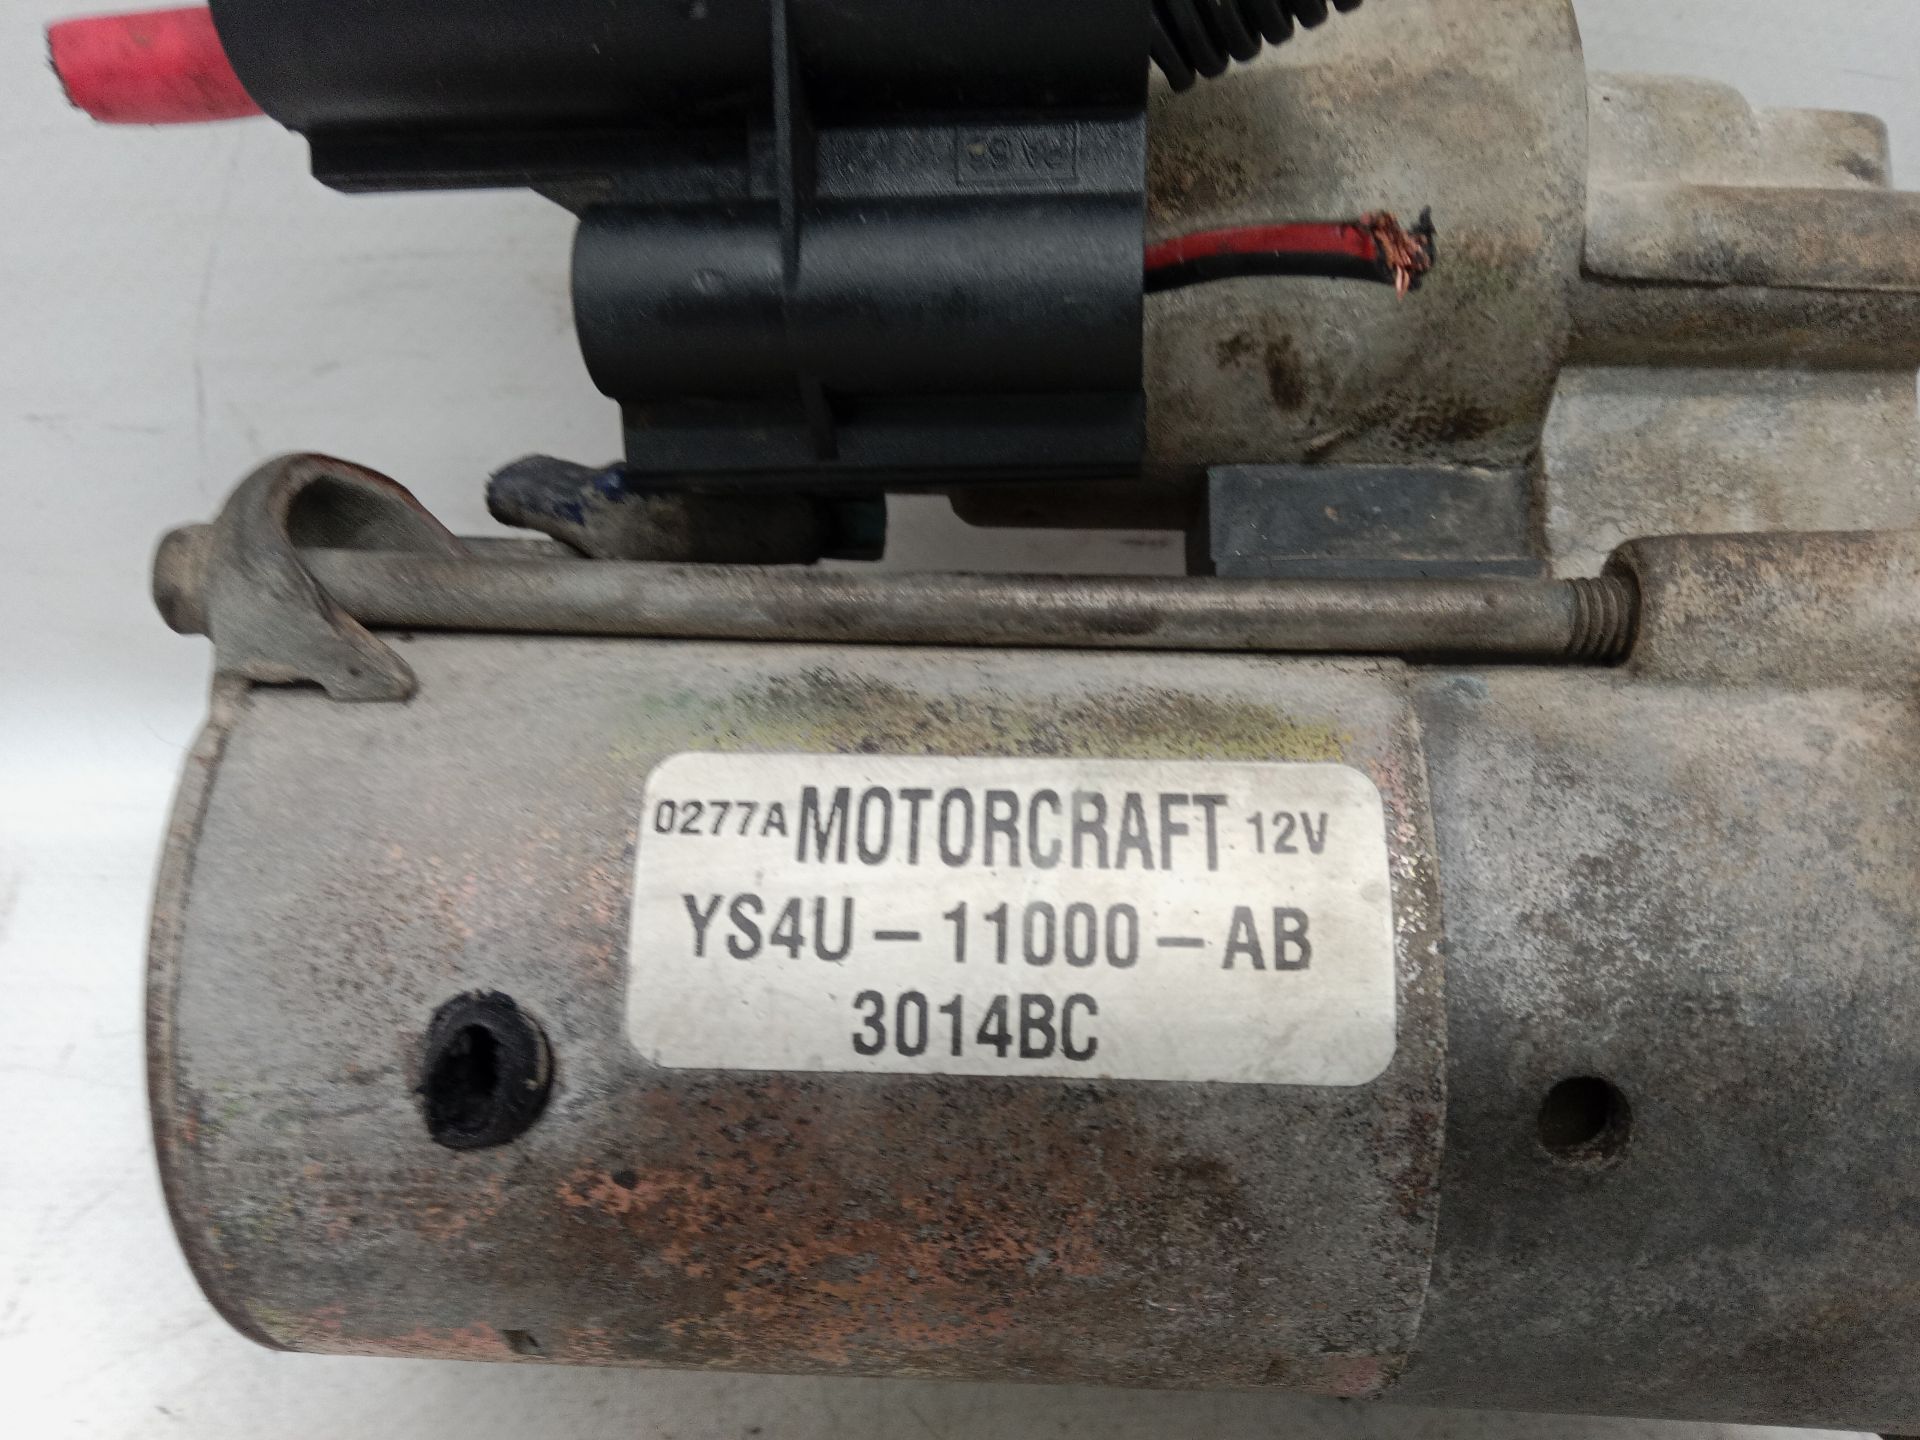 0277A MOTORCRAFT 12V
YS4U-11000-AB
3014BC